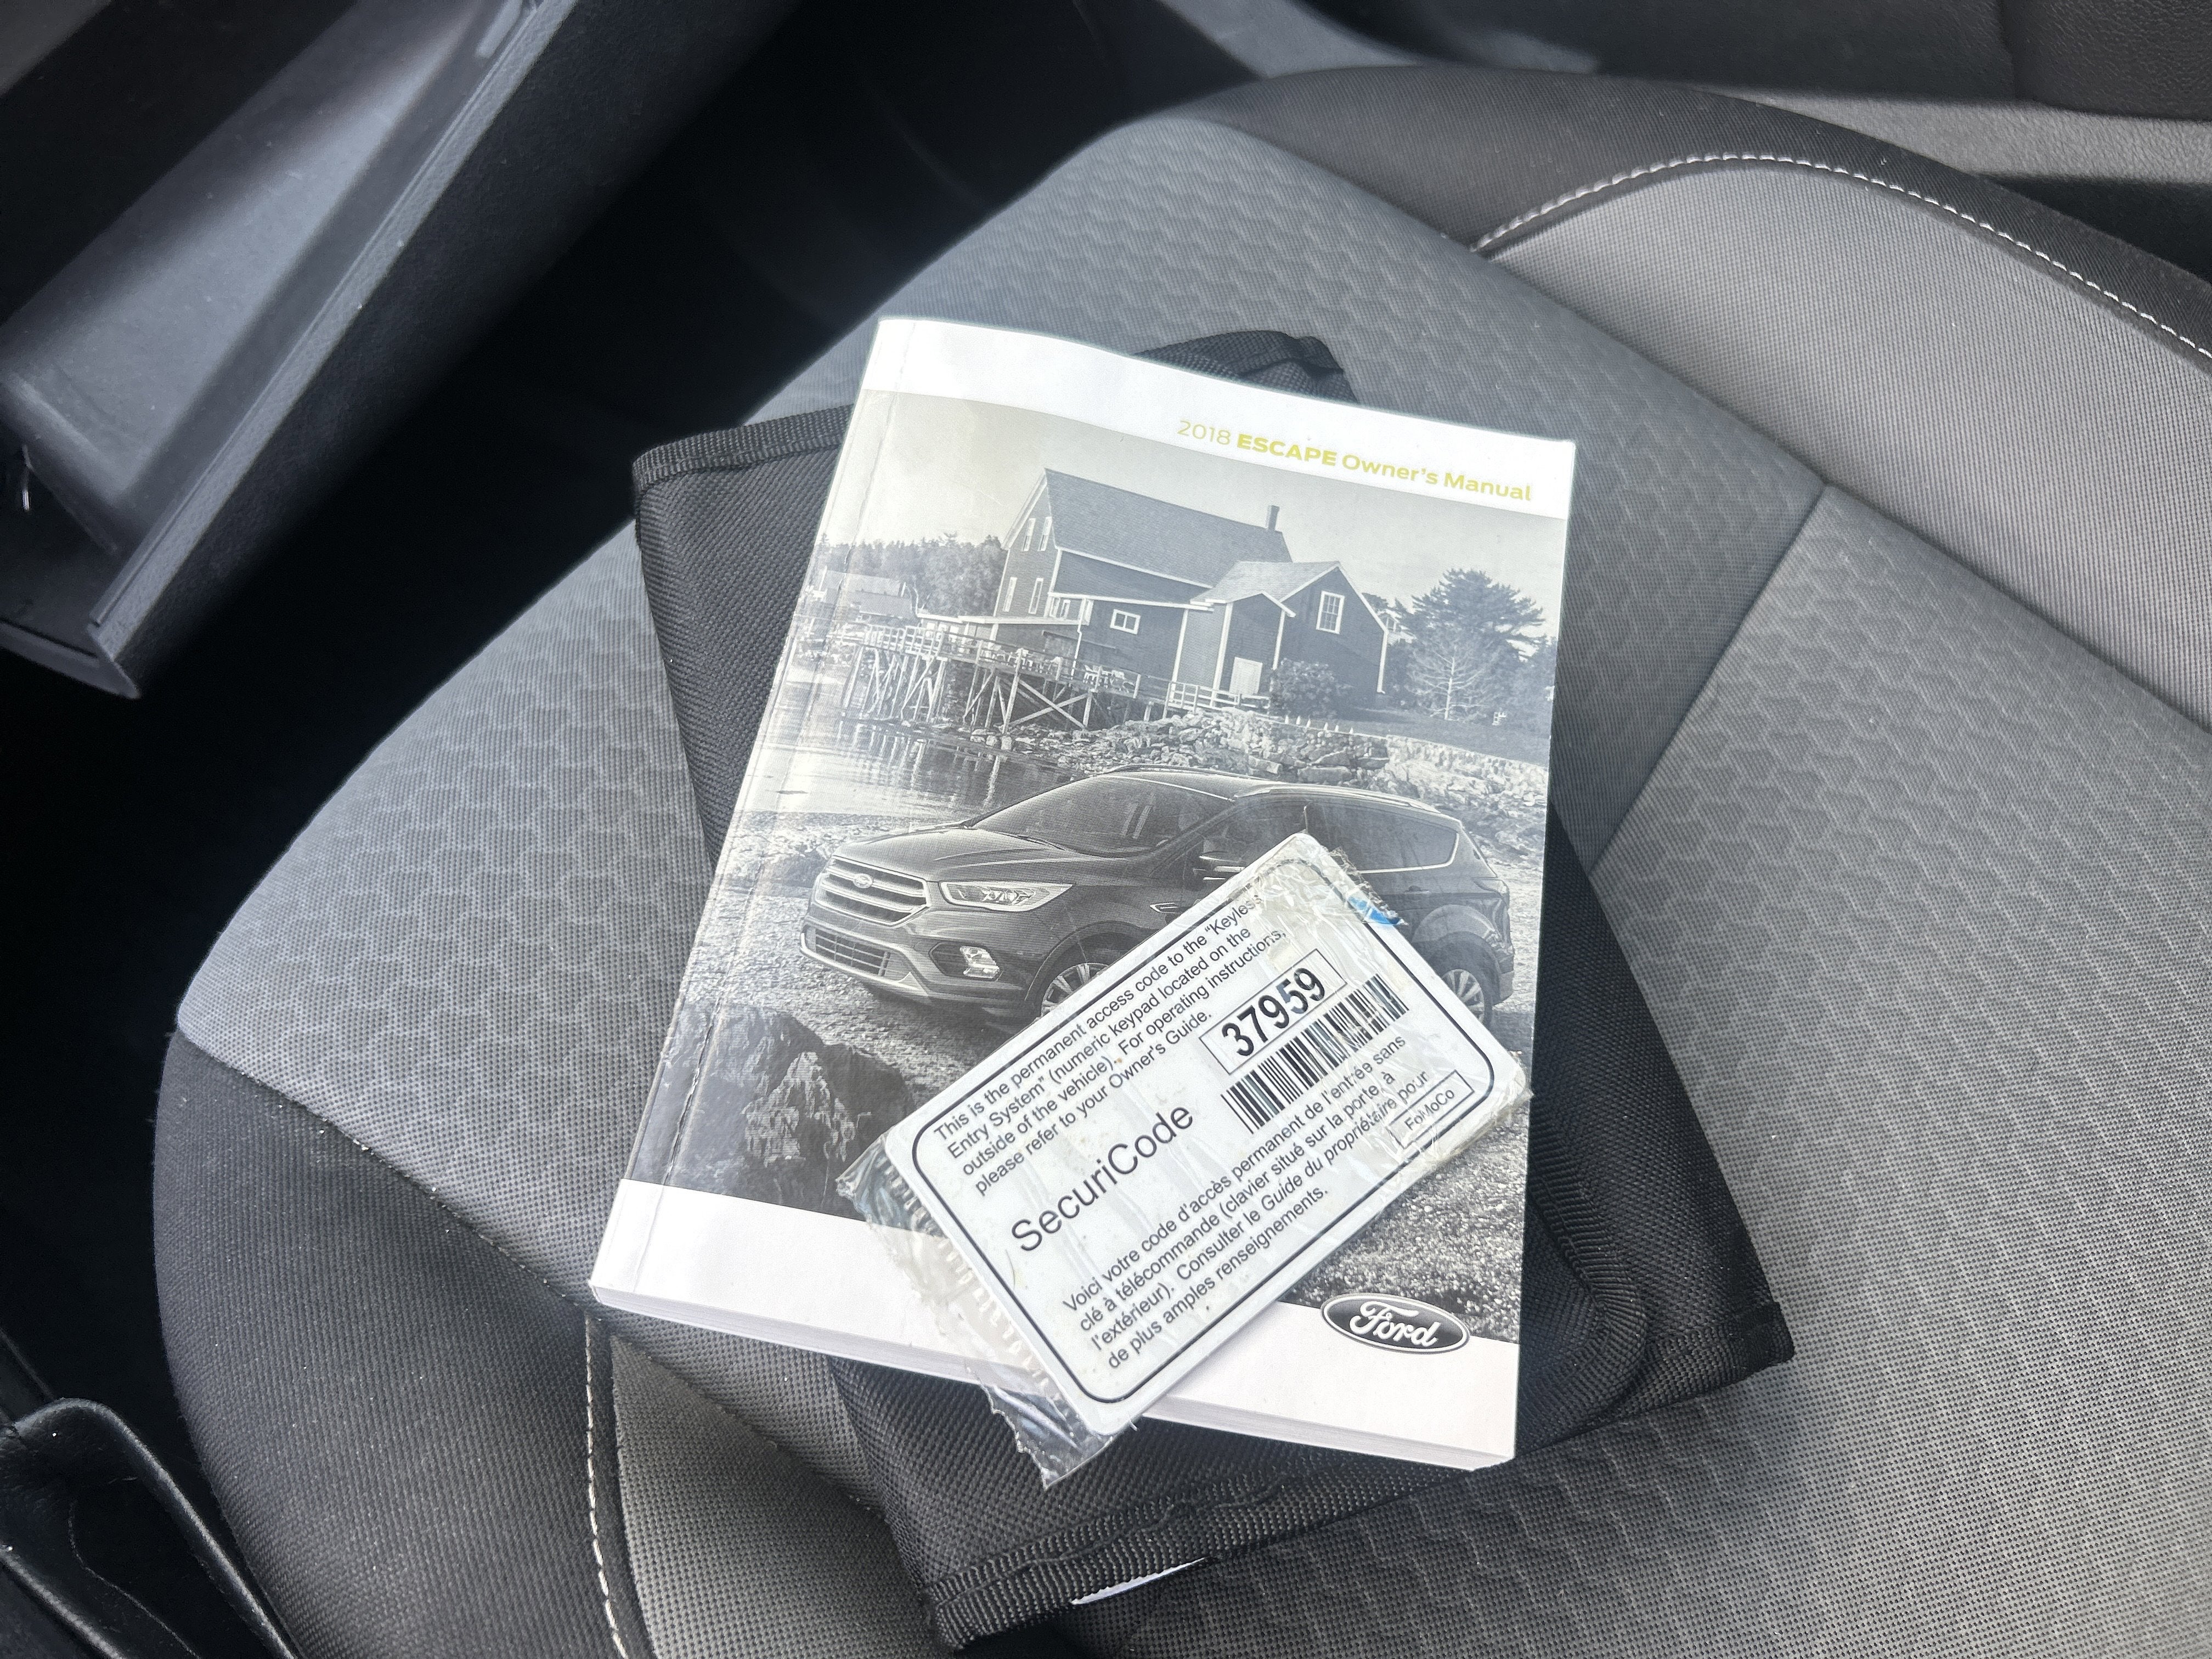 2018 ESCAPE Owner's Manual
This is the permanent access code to the "Keyless
Entry System" (numeric keypad located on the
outside of the vehicle). For operating instructions,
please refer to your Owner's Guide.
37959
SecuriCode
Voici votre code d'accès permanent de l'entrée sans
clé à télécommande (clavier situé sur la porte, à
l'extérieur). Consulter le Guide du propriétaire pour
de plus amples renseignements.
FoMoCo
Ford